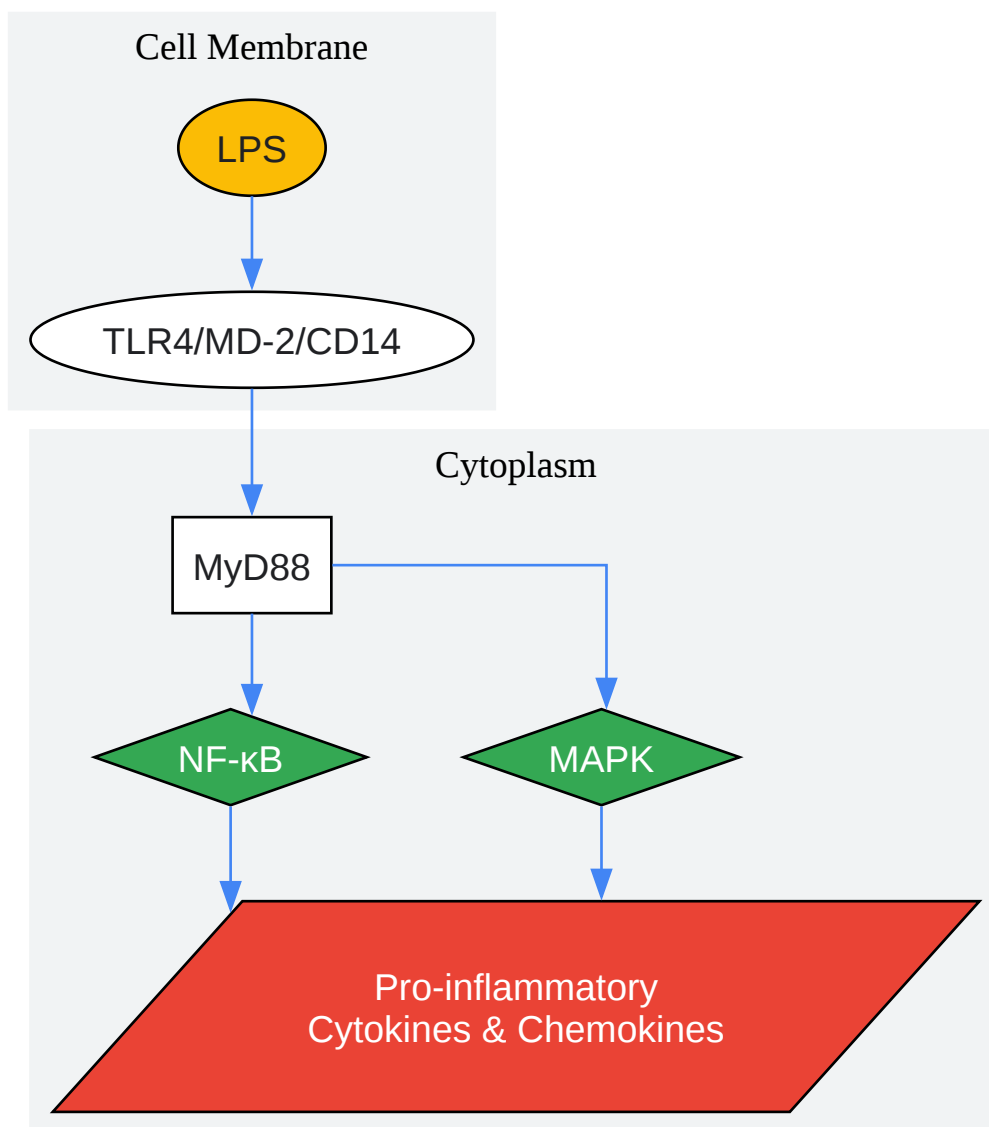 Cell Membrane
LPS
TLR4/MD-2/CD14
Cytoplasm
MyD88
NF-κB
MAPK
Pro-inflammatory
Cytokines & Chemokines